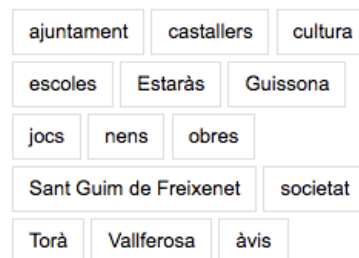 ajuntament castallers cultura
escoles Estaràs Guissona
jocs nens obres
Sant Guim de Freixenet societat
Torà Vallferosa àvis